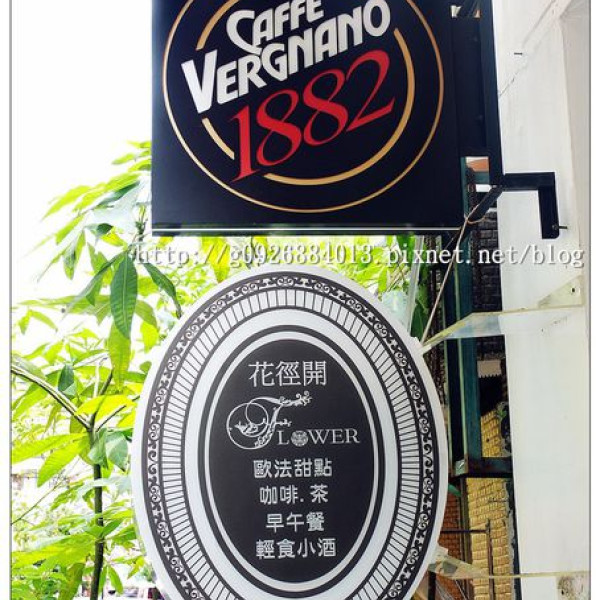 CAFFÈ
VERGNANO
1882
http://g0926884013.pixnet.net/blog
花徑開
FLOWER
歐法甜點
咖啡.茶
早午餐
輕食小酒